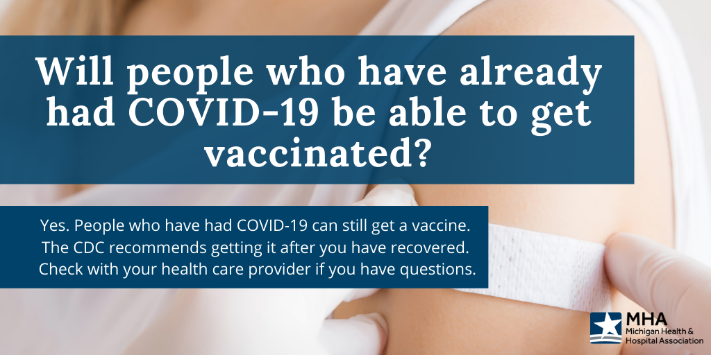 Will people who have already
had COVID-19 be able to get
vaccinated?
Yes. People who have had COVID-19 can still get a vaccine.
The CDC recommends getting it after you have recovered.
Check with your health care provider if you have questions.
MHA
Michigan Health &
Hospital Association